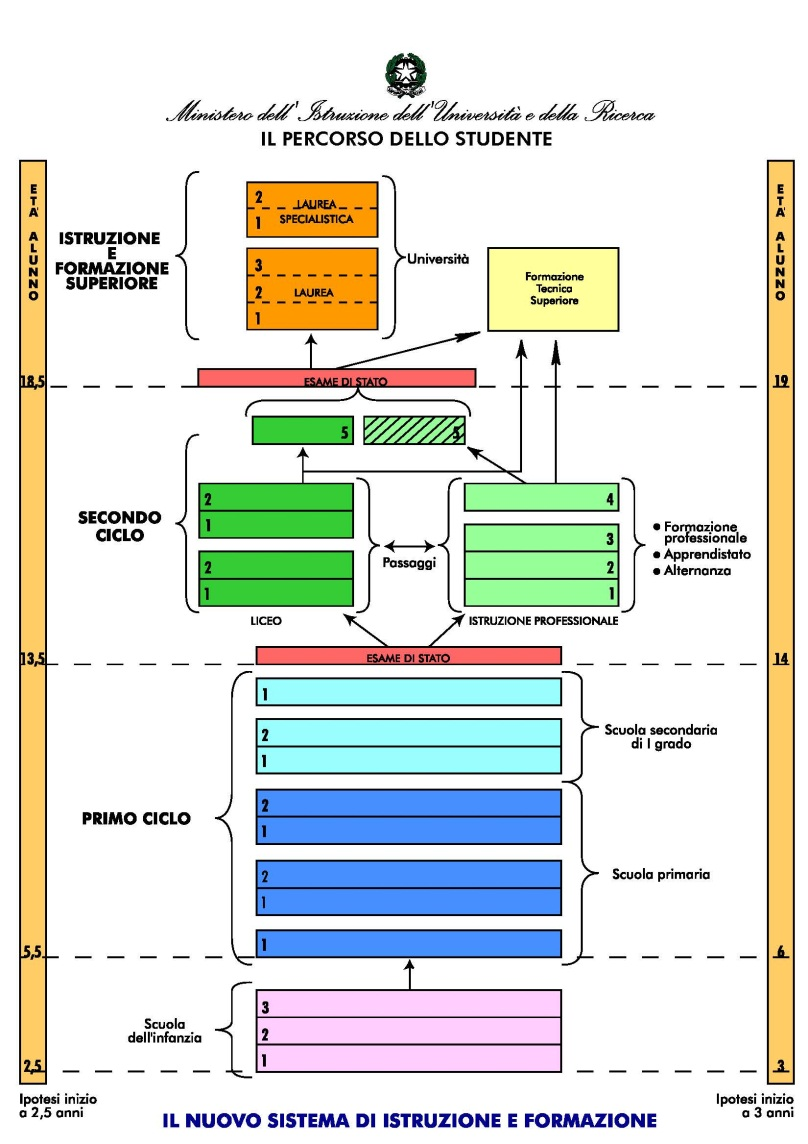 Ministero dell'Istruzione dell'Università e della Ricerca
IL PERCORSO DELLO STUDENTE
ETA' ALUNNO
ETA' ALUNNO
ISTRUZIONE
E
FORMAZIONE
SUPERIORE
2
1
LAUREA
SPECIALISTICA
3
2
LAUREA
1
Università
Formazione
Tecnica
Superiore
ESAME DI STATO
18,5
19
5
5
SECONDO
CICLO
2
1
2
1
LICEO
Passaggi
4
3
2
1
ISTRUZIONE PROFESSIONALE
• Formazione
professionale
• Apprendistato
• Alternanza
ESAME DI STATO
13,5
14
PRIMO CICLO
1
2
1
Scuola secondaria
di I grado
2
1
2
1
1
Scuola primaria
5,5
6
Scuola
dell'infanzia
3
2
1
2,5
3
Ipotesi inizio
a 2,5 anni
Ipotesi inizio
a 3 anni
IL NUOVO SISTEMA DI ISTRUZIONE E FORMAZIONE